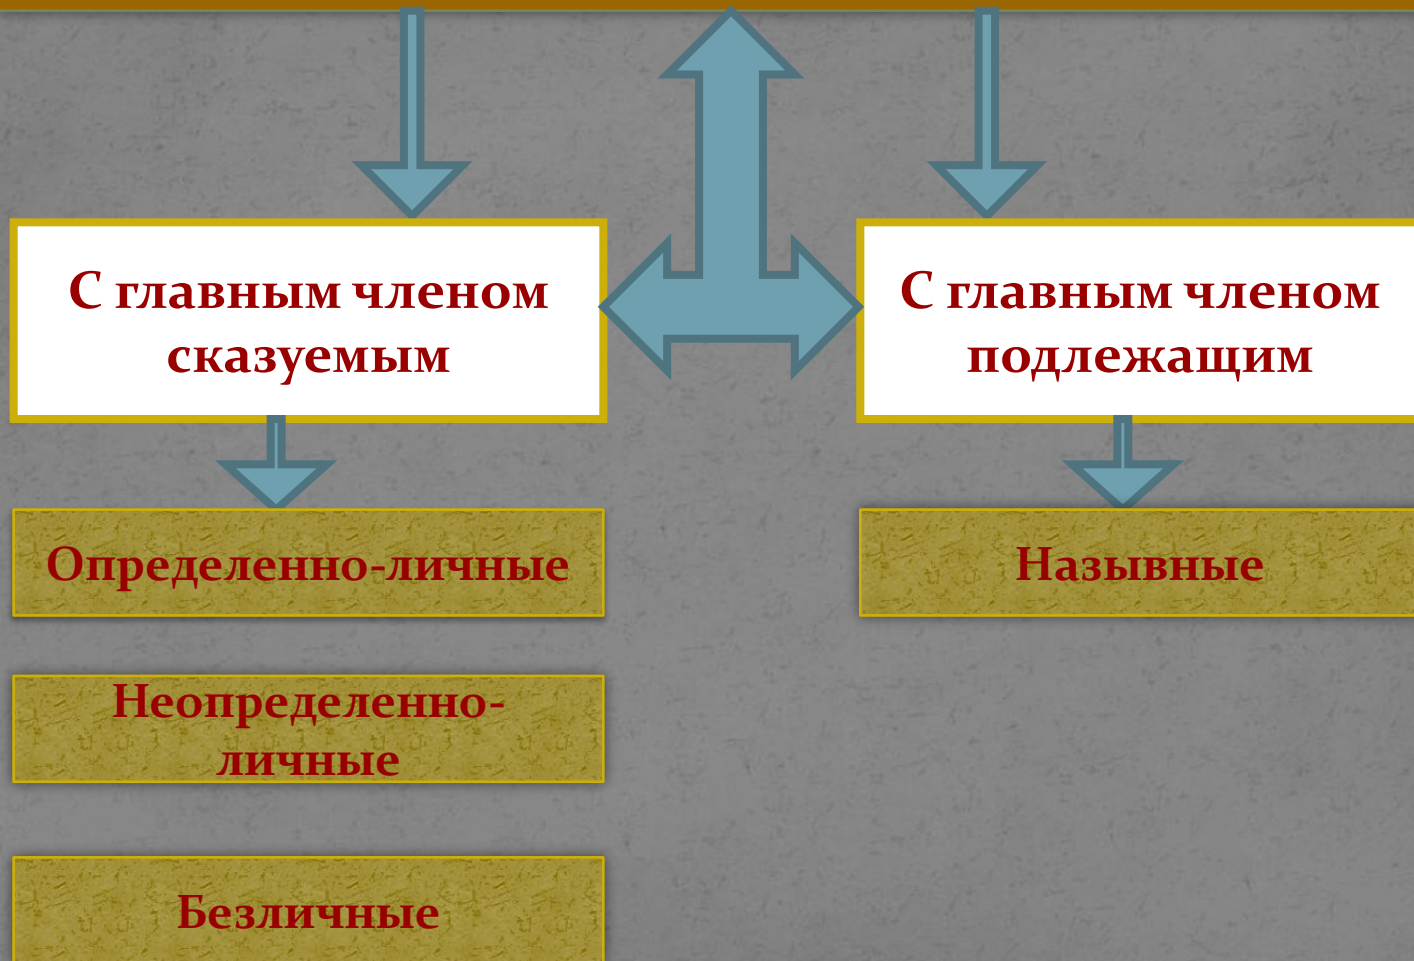 С главным членом
сказуемым
С главным членом
подлежащим
Определенно-личные
Назывные
Неопределенно-
личные
Безличные